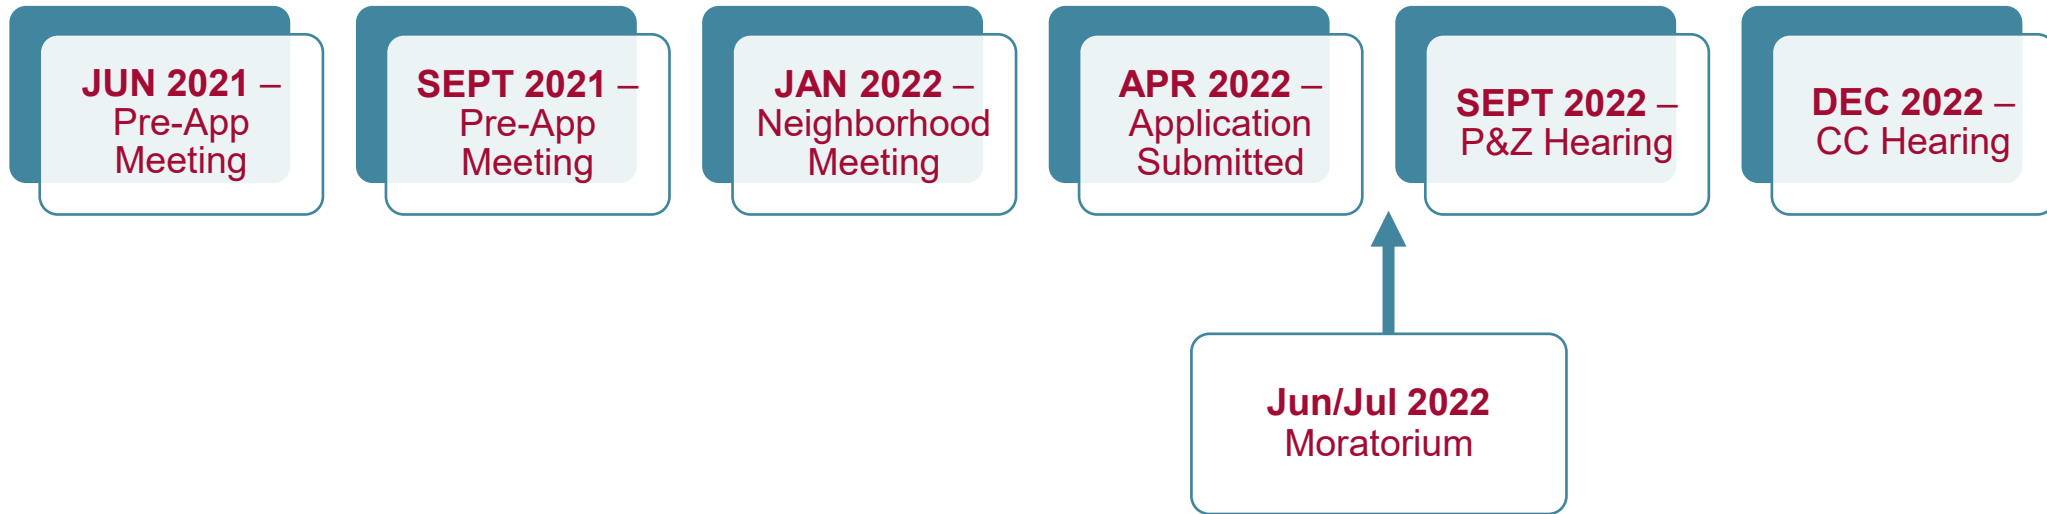 JUN 2021 –
Pre-App
Meeting
SEPT 2021 –
Pre-App
Meeting
JAN 2022 –
Neighborhood
Meeting
APR 2022 –
Application
Submitted
SEPT 2022 –
P&Z Hearing
DEC 2022 –
CC Hearing
Jun/Jul 2022
Moratorium